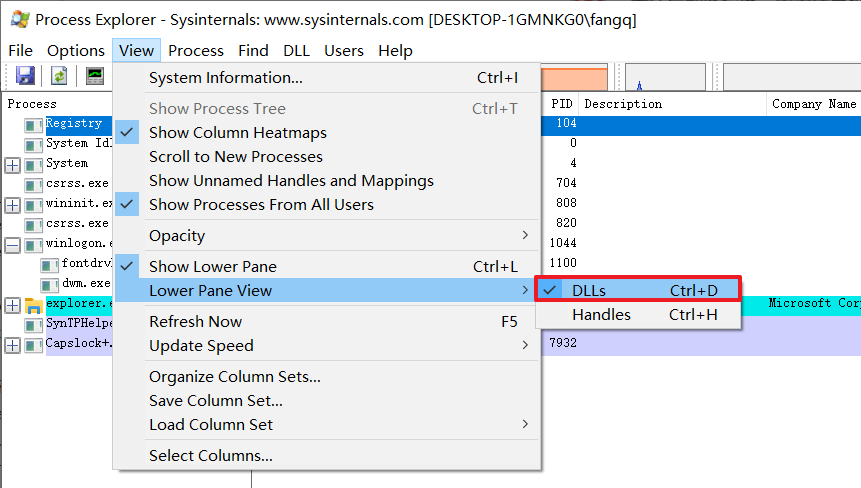 Process Explorer - Sysinternals: www.sysinternals.com [DESKTOP-1GMNKG0\fangq]
File Options View Process Find DLL Users Help
System Information... Ctrl+I
Process PID Description Company Name
Show Process Tree Ctrl+T
Registry 104
Show Column Heatmaps
System Idl 0
Scroll to New Processes
System 4
Show Unnamed Handles and Mappings
csrss.exe 704
wininit.e 808
Show Processes From All Users
csrss.exe 820
Opacity
winlogon.e 1044
fontdrvh 1100
Show Lower Pane Ctrl+L
dwm.exe
Lower Pane View
DLLs Ctrl+D
explorer.e Microsoft Corp
Handles Ctrl+H
SynTPHelpe
Refresh Now F5
Capslock+. 7932
Update Speed
Organize Column Sets...
Save Column Set...
Load Column Set
Select Columns...